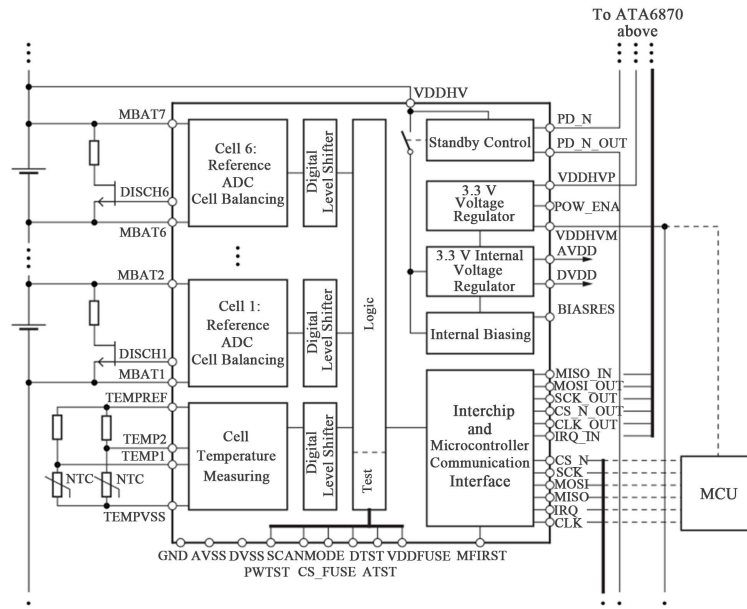 To ATA6870
above
VDDHV
MBAT7
PD_N
Cell 6:
Reference
ADC
Cell Balancing
Digital
Level Shifter
Standby Control
PD_N_OUT
VDDHVP
DISCH6
3.3 V
Voltage
Regulator
POW_ENA
MBAT6
VDDHVM
3.3 V Internal
Voltage
Regulator
AVDD
MBAT2
DVDD
Cell 1:
Reference
ADC
Cell Balancing
Digital
Level Shifter
Logic
BIASRES
Internal Biasing
DISCH1
MBAT1
MISO_IN
MOSI_OUT
TEMPREF
SCK_OUT
CS_N_OUT
CLK_OUT
IRQ_IN
Cell
Temperature
Measuring
Digital
Level Shifter
Interchip
and
Microcontroller
Communication
Interface
TEMP2
TEMP1
NTC
NTC
Test
CS_N
SCK
MOSI
MISO
IRQ
CLK
MCU
TEMPVSS
GND AVSS DVSS SCANMODE DTST VDDFUSE MFIRST
PWTST CS_FUSE ATST